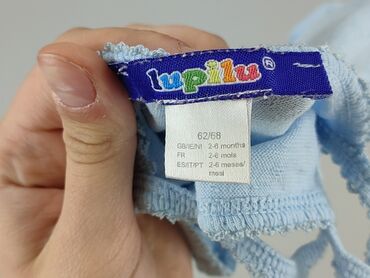 lupilu®
62/68
GB/IE/NI 2-6 months
FR 2-6 mois
ES/IT/PT 2-6 meses/
mesi